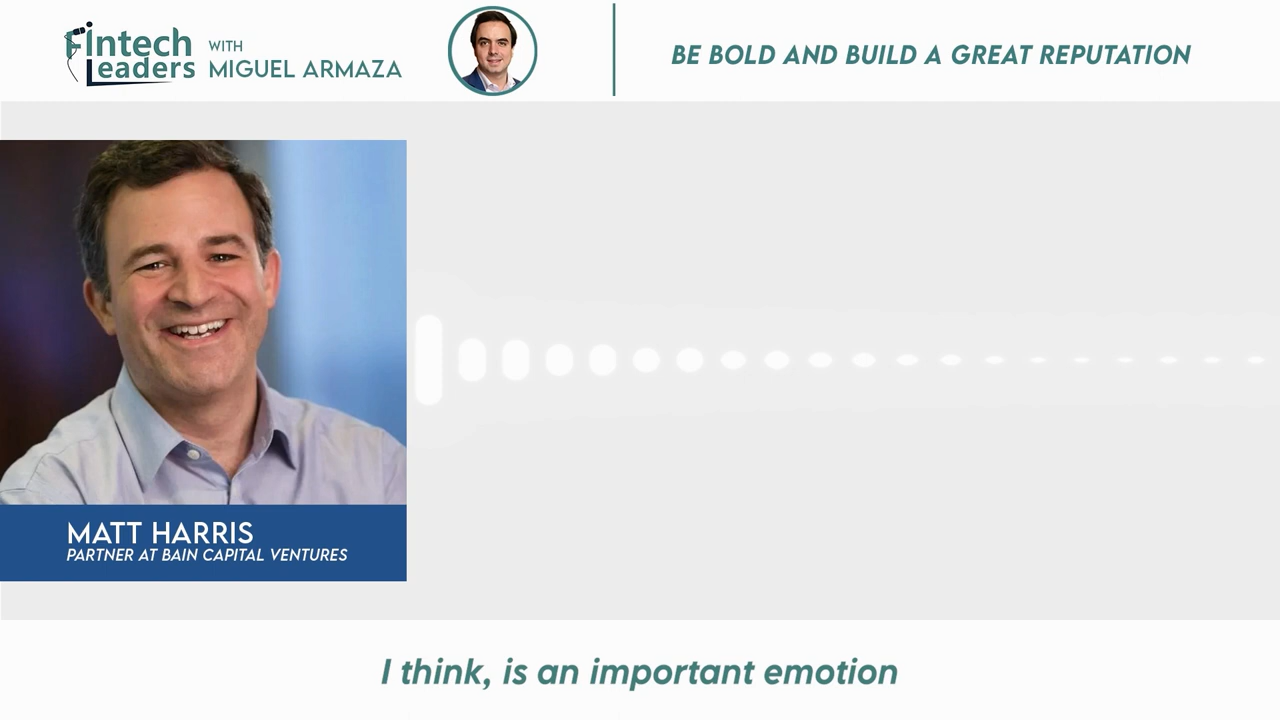 Fintech
Leaders
WITH
MIGUEL ARMAZA
BE BOLD AND BUILD A GREAT REPUTATION
MATT HARRIS
PARTNER AT BAIN CAPITAL VENTURES
I think, is an important emotion